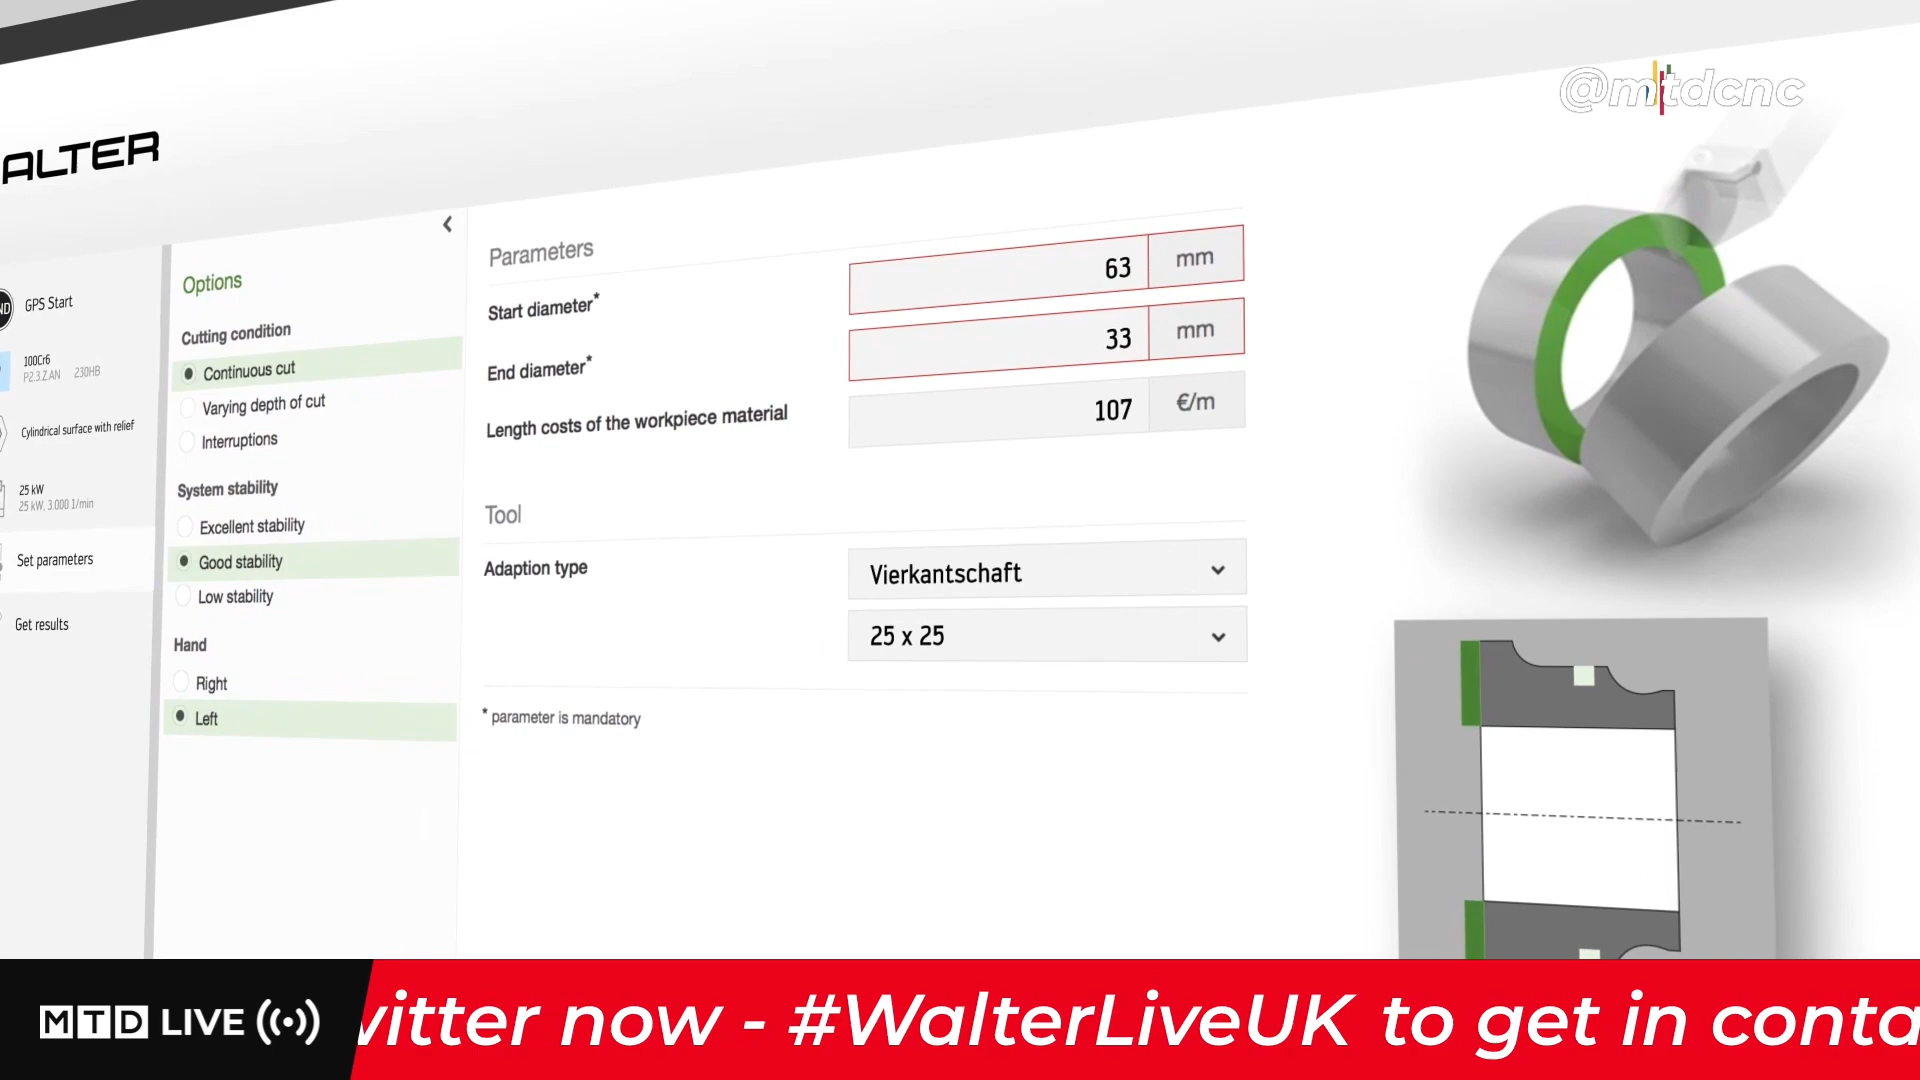 @mtdcnc
ALTER
GPS Start
100Cr6
P2.3.Z.AN 230HB
Cylindrical surface with relief
25 kW
25 kW, 3.000 1/min
Set parameters
Get results
Options
Cutting condition
Continuous cut
Varying depth of cut
Interruptions
System stability
Excellent stability
Good stability
Low stability
Hand
Right
Left
Parameters
Start diameter* 63 mm
End diameter* 33 mm
Length costs of the workpiece material 107 €/m
Tool
Adaption type Vierkantschaft
25 x 25
* parameter is mandatory
MTD LIVE
witter now - #WalterLiveUK to get in conta